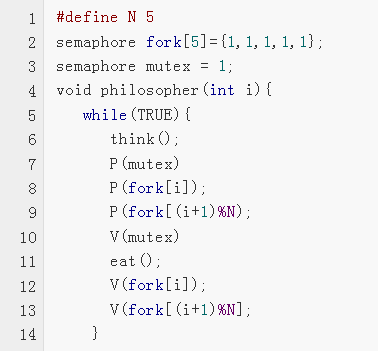 1 #define N 5
2 semaphore fork[5]={1,1,1,1,1};
3 semaphore mutex = 1;
4 void philosopher(int i){
5 while(TRUE){
6 think();
7 P(mutex)
8 P(fork[i]);
9 P(fork[(i+1)%N);
10 V(mutex)
11 eat();
12 V(fork[i]);
13 V(fork[(i+1)%N];
14 }